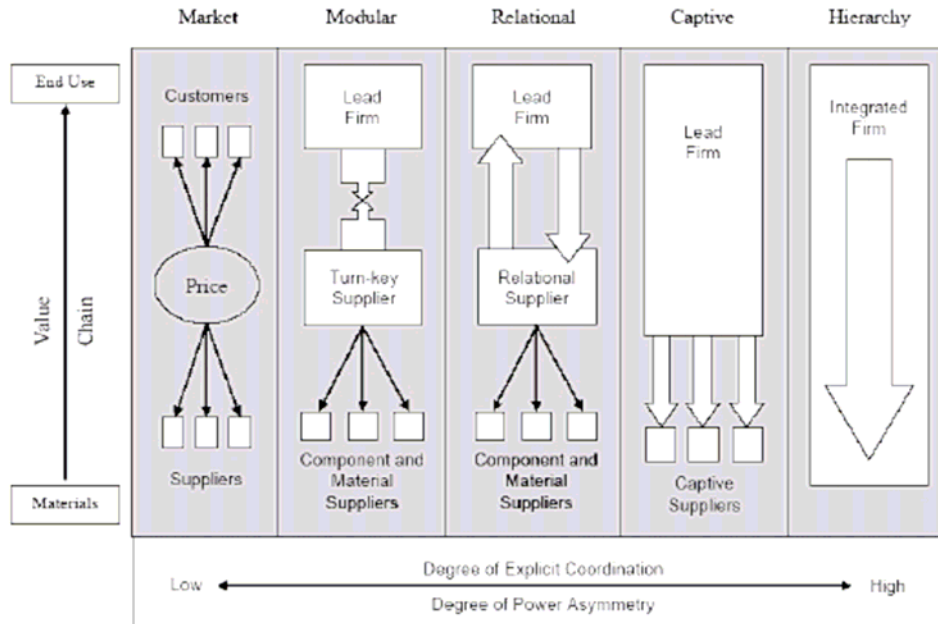 Market
Modular
Relational
Captive
Hierarchy
End Use
Value
Chain
Materials
Customers
Price
Suppliers
Lead
Firm
Turn-key
Supplier
Component and
Material
Suppliers
Lead
Firm
Relational
Supplier
Component and
Material
Suppliers
Lead
Firm
Captive
Suppliers
Integrated
Firm
Low
Degree of Explicit Coordination
Degree of Power Asymmetry
High